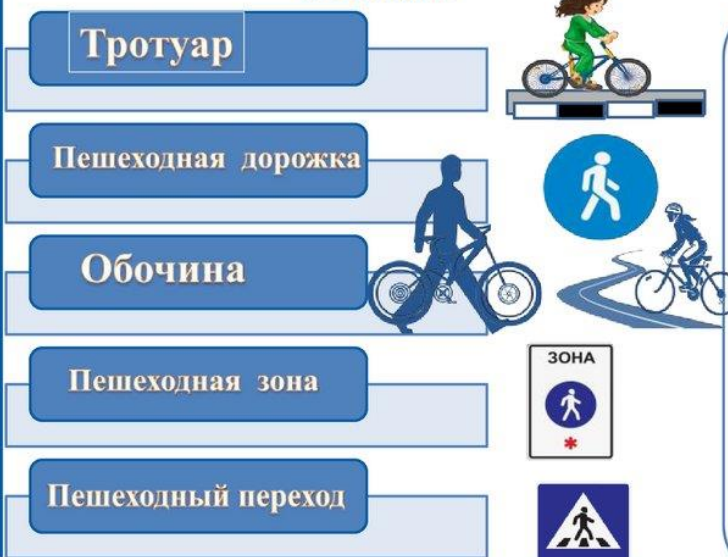 Тротуар
Пешеходная дорожка
Обочина
Пешеходная зона
ЗОНА
Пешеходный переход